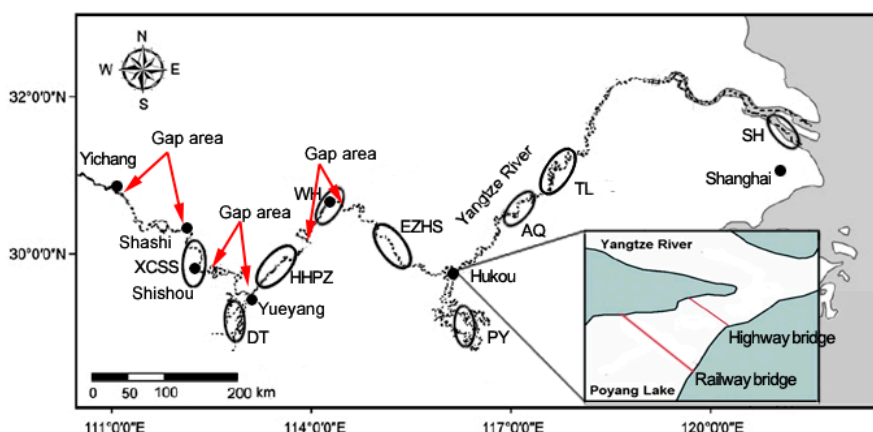 N
W E
S
32°0'0"N
30°0'0"N
Gap area
Yichang
Shashi
XCSS
Shishou
Gap area
Yueyang
DT
HHPZ
Gap area
WH
EZHS
Yangtze River
Hukou
PY
AQ
TL
SH
Shanghai
Yangtze River
Highway bridge
Railway bridge
Poyang Lake
0 50 100 200 km
111°0'0"E
114°0'0"E
117°0'0"E
120°0'0"E